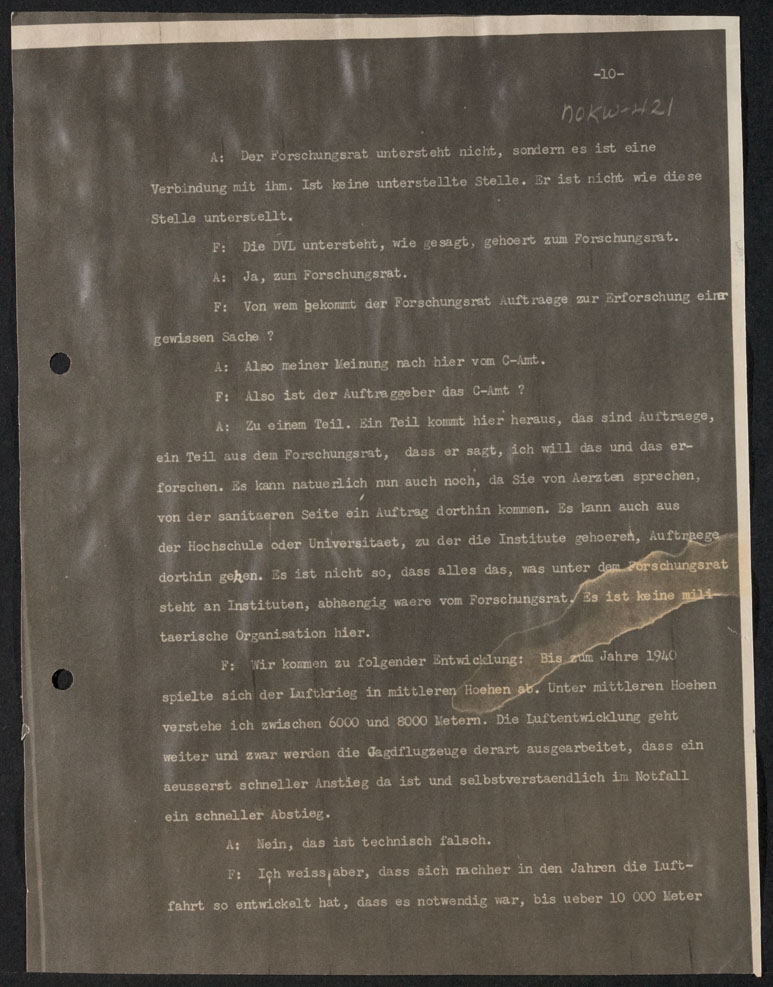 -10-
NOKW-421
A: Der Forschungsrat untersteht nicht, sondern es ist eine
Verbindung mit ihm. Ist keine unterstellte Stelle. Er ist nicht wie diese
Stelle unterstellt.
F: Die DVL untersteht, wie gesagt, gehoert zum Forschungsrat.
A: Ja, zum Forschungsrat.
F: Von wem bekommt der Forschungsrat Auftraege zur Erforschung einer
gewissen Sache ?
A: Also meiner Meinung nach hier vom C-Amt.
F: Also ist der Auftraggeber das C-Amt ?
A: Zu einem Teil. Ein Teil kommt hier heraus, das sind Auftraege,
ein Teil aus dem Forschungsrat, dass er sagt, ich will das und das er-
forschen. Es kann natuerlich nun auch noch, da Sie von Aerzten sprechen,
von der sanitaeren Seite ein Auftrag dorthin kommen. Es kann auch aus
der Hochschule oder Universitaet, zu der die Institute gehoeren, Auftraege
dorthin gehen. Es ist nicht so, dass alles das, was unter dem Forschungsrat
steht an Instituten, abhaengig waere vom Forschungsrat. Es ist keine mili-
taerische Organisation hier.
F: Wir kommen zu folgender Entwicklung: Bis zum Jahre 1940
spielte sich der Luftkrieg in mittleren Hoehen ab. Unter mittleren Hoehen
verstehe ich zwischen 6000 und 8000 Metern. Die Luftentwicklung geht
weiter und zwar werden die Jagdflugzeuge derart ausgearbeitet, dass ein
aeusserst schneller Anstieg da ist und selbstverstaendlich im Notfall
ein schneller Abstieg.
A: Nein, das ist technisch falsch.
F: Ich weiss aber, dass sich nachher in den Jahren die Luft-
fahrt so entwickelt hat, dass es notwendig war, bis ueber 10 000 Meter